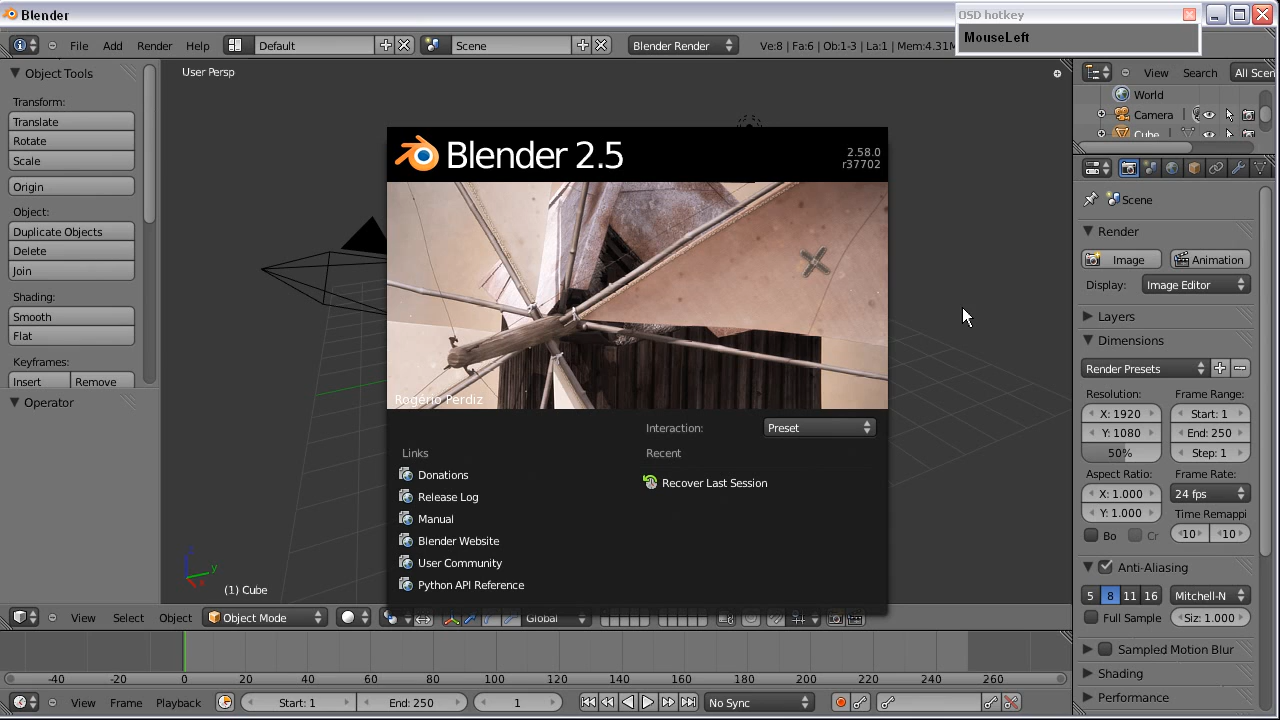 Blender
OSD hotkey
MouseLeft
File Add Render Help Default Scene Blender Render Ve:8 | Fa:6 | Ob:1-3 | La:1 | Mem:4.31M
Object Tools
User Persp
View Search All Scen
World
Camera
Cube
Transform:
Translate
Rotate
Scale
Origin
Object:
Duplicate Objects
Delete
Join
Shading:
Smooth
Flat
Keyframes:
Insert Remove
Operator
Blender 2.5
2.58.0
r37702
Rogério Perdiz
Interaction: Preset
Links
Recent
Donations
Recover Last Session
Release Log
Manual
Blender Website
User Community
Python API Reference
Scene
Render
Image Animation
Display: Image Editor
Layers
Dimensions
Render Presets
Resolution: Frame Range:
X: 1920 Start: 1
Y: 1080 End: 250
50% Step: 1
Aspect Ratio: Frame Rate:
X: 1.000 24 fps
Y: 1.000 Time Remappi
Bo Cr 10 10
Anti-Aliasing
5 8 11 16 Mitchell-N
Full Sample Siz: 1.000
Sampled Motion Blur
Shading
Performance
z
y
x
(1) Cube
View Select Object Object Mode Global
-40 -20 0 20 40 60 80 100 120 140 160 180 200 220 240 260
View Frame Playback Start: 1 End: 250 1 No Sync